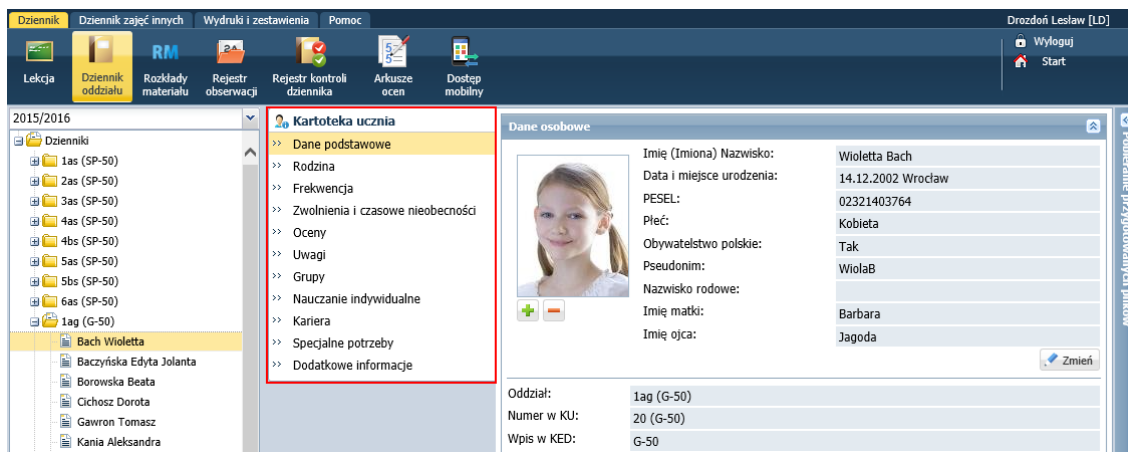 Dziennik Dziennik zajęć innych Wydruki i zestawienia Pomoc Drozdoń Lesław [LD]
Wyloguj
Start
Lekcja
Dziennik oddziału
RM
Rozkłady materiału
Rejestr obserwacji
Rejestr kontroli dziennika
Arkusze ocen
Dostęp mobilny
2015/2016
Dzienniki
1as (SP-50)
2as (SP-50)
3as (SP-50)
4as (SP-50)
4bs (SP-50)
5as (SP-50)
5bs (SP-50)
6as (SP-50)
1ag (G-50)
Bach Wioletta
Baczyńska Edyta Jolanta
Borowska Beata
Cichosz Dorota
Gawron Tomasz
Kania Aleksandra
Kartoteka ucznia
Dane podstawowe
Rodzina
Frekwencja
Zwolnienia i czasowe nieobecności
Oceny
Uwagi
Grupy
Nauczanie indywidualne
Kariera
Specjalne potrzeby
Dodatkowe informacje
Dane osobowe
Imię (Imiona) Nazwisko: Wioletta Bach
Data i miejsce urodzenia: 14.12.2002 Wrocław
PESEL: 02321403764
Płeć: Kobieta
Obywatelstwo polskie: Tak
Pseudonim: WiolaB
Nazwisko rodowe:
Imię matki: Barbara
Imię ojca: Jagoda
Zmień
Oddział: 1ag (G-50)
Numer w KU: 20 (G-50)
Wpis w KED: G-50
Pobieranie przygotowanych plików